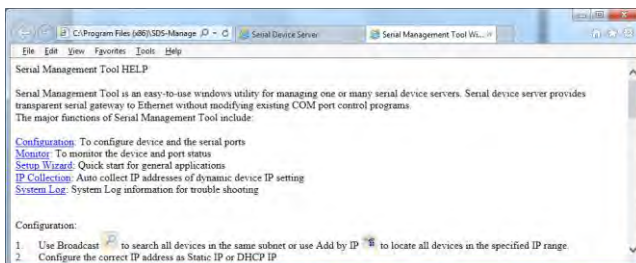 C:\Program Files (x86)\SDS-Manage
Serial Device Server
Serial Management Tool Wi...
File Edit View Favorites Tools Help
Serial Management Tool HELP
Serial Management Tool is an easy-to-use windows utility for managing one or many serial device servers. Serial device server provides
transparent serial gateway to Ethernet without modifying existing COM port control programs.
The major functions of Serial Management Tool include:
Configuration: To configure device and the serial ports
Monitor: To monitor the device and port status
Setup Wizard: Quick start for general applications
IP Collection: Auto collect IP addresses of dynamic device IP setting
System Log: System Log information for trouble shooting
Configuration:
1. Use Broadcast to search all devices in the same subnet or use Add by IP to locate all devices in the specified IP range.
2. Configure the correct IP address as Static IP or DHCP IP